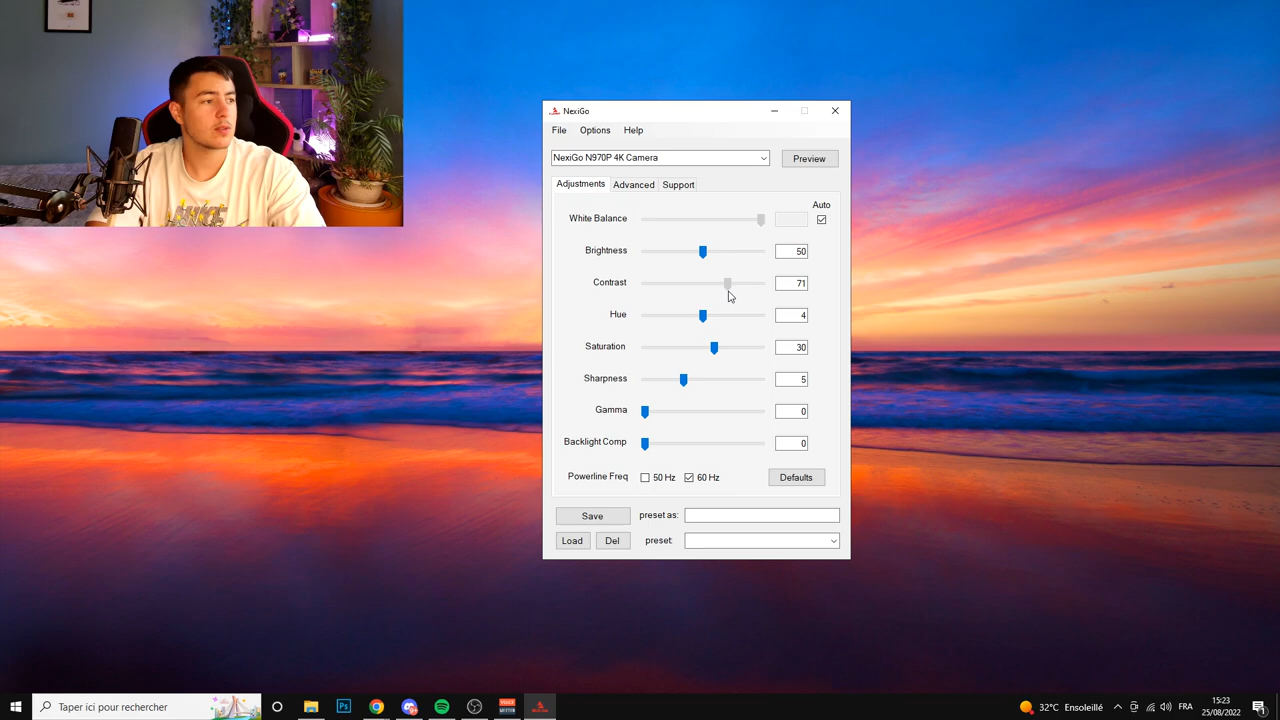 NexiGo
File Options Help
NexiGo N970P 4K Camera
Preview
Adjustments Advanced Support
Auto
White Balance
Brightness 50
Contrast 71
Hue 4
Saturation 30
Sharpness 5
Gamma 0
Backlight Comp 0
Powerline Freq 50 Hz 60 Hz Defaults
Save preset as:
Load Del preset
Taper ici pour rechercher
Ps
32°C Ensoleillé
FRA
15:23
25/08/2022